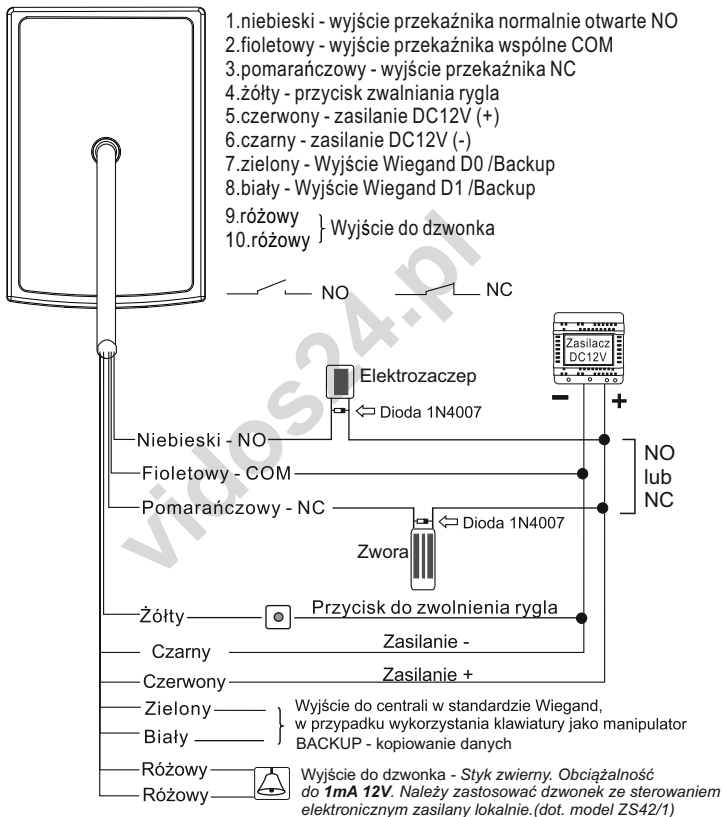 1.niebieski - wyjście przekaźnika normalnie otwarte NO
2.fioletowy - wyjście przekaźnika wspólne COM
3.pomarańczowy - wyjście przekaźnika NC
4.żółty - przycisk zwalniania rygla
5.czerwony - zasilanie DC12V (+)
6.czarny - zasilanie DC12V (-)
7.zielony - Wyjście Wiegand D0 /Backup
8.biały - Wyjście Wiegand D1 /Backup
9.różowy
10.różowy
} Wyjście do dzwonka
NO
NC
Zasilacz
DC12V
− +
Elektrozaczep
⇦ Dioda 1N4007
Niebieski - NO
Fioletowy - COM
Pomarańczowy - NC
NO
lub
NC
⇦ Dioda 1N4007
Zwora
Żółty
Przycisk do zwolnienia rygla
Czarny
Zasilanie -
Czerwony
Zasilanie +
Zielony
Biały
Wyjście do centrali w standardzie Wiegand,
w przypadku wykorzystania klawiatury jako manipulator
BACKUP - kopiowanie danych
Różowy
Różowy
Wyjście do dzwonka - Styk zwierny. Obciążalność
do 1mA 12V. Należy zastosować dzwonek ze sterowaniem
elektronicznym zasilany lokalnie.(dot. model ZS42/1)
vidos24.pl